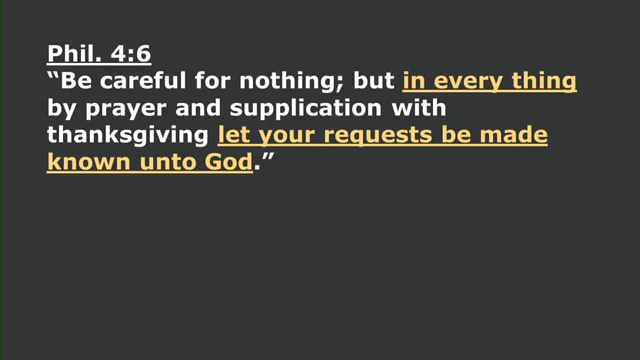 Phil. 4:6
“Be careful for nothing; but in every thing
by prayer and supplication with
thanksgiving let your requests be made
known unto God.”